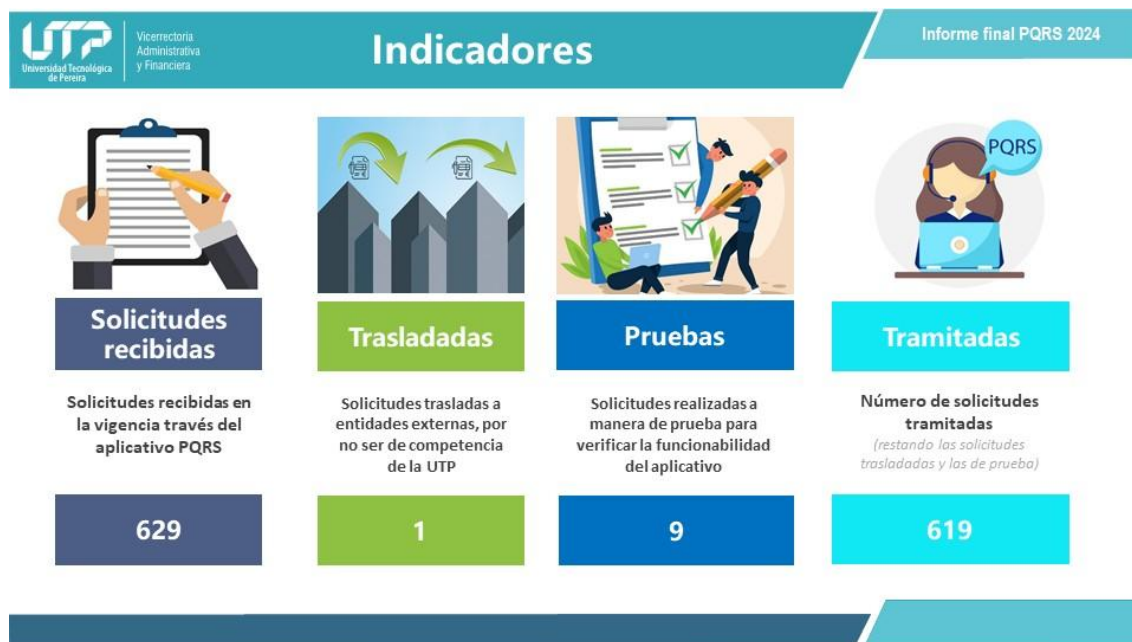 UTP
Universidad Tecnológica
de Pereira
Vicerrectoria
Administrativa
y Financiera
Indicadores
Informe final PQRS 2024
PQRS
Solicitudes
recibidas
Solicitudes recibidas en
la vigencia través del
aplicativo PQRS
629
Trasladadas
Solicitudes trasladas a
entidades externas, por
no ser de competencia
de la UTP
1
Pruebas
Solicitudes realizadas a
manera de prueba para
verificar la funcionabilidad
del aplicativo
9
Tramitadas
Número de solicitudes
tramitadas
(restando las solicitudes
trasladadas y las de prueba)
619